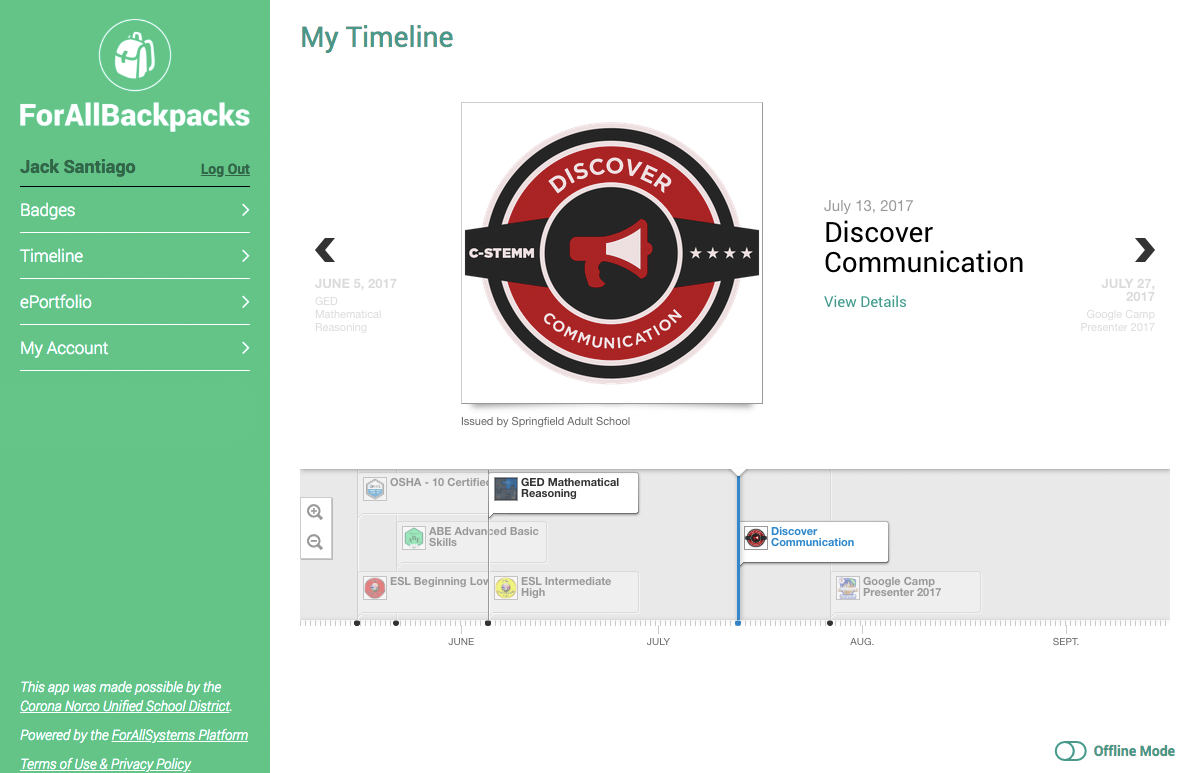 ForAllBackpacks
Jack Santiago
Log Out
Badges
Timeline
ePortfolio
My Account
This app was made possible by the
Corona Norco Unified School District.
Powered by the ForAllSystems Platform
Terms of Use & Privacy Policy
My Timeline
JUNE 5, 2017
GED
Mathematical
Reasoning
DISCOVER
C-STEMM
COMMUNICATION
Issued by Springfield Adult School
July 13, 2017
Discover
Communication
View Details
JULY 27,
2017
Google Camp
Presenter 2017
OSHA - 10 Certified
GED Mathematical
Reasoning
ABE Advanced Basic
Skills
Discover
Communication
ESL Beginning Low
ESL Intermediate
High
Google Camp
Presenter 2017
JUNE
JULY
AUG.
SEPT.
Offline Mode